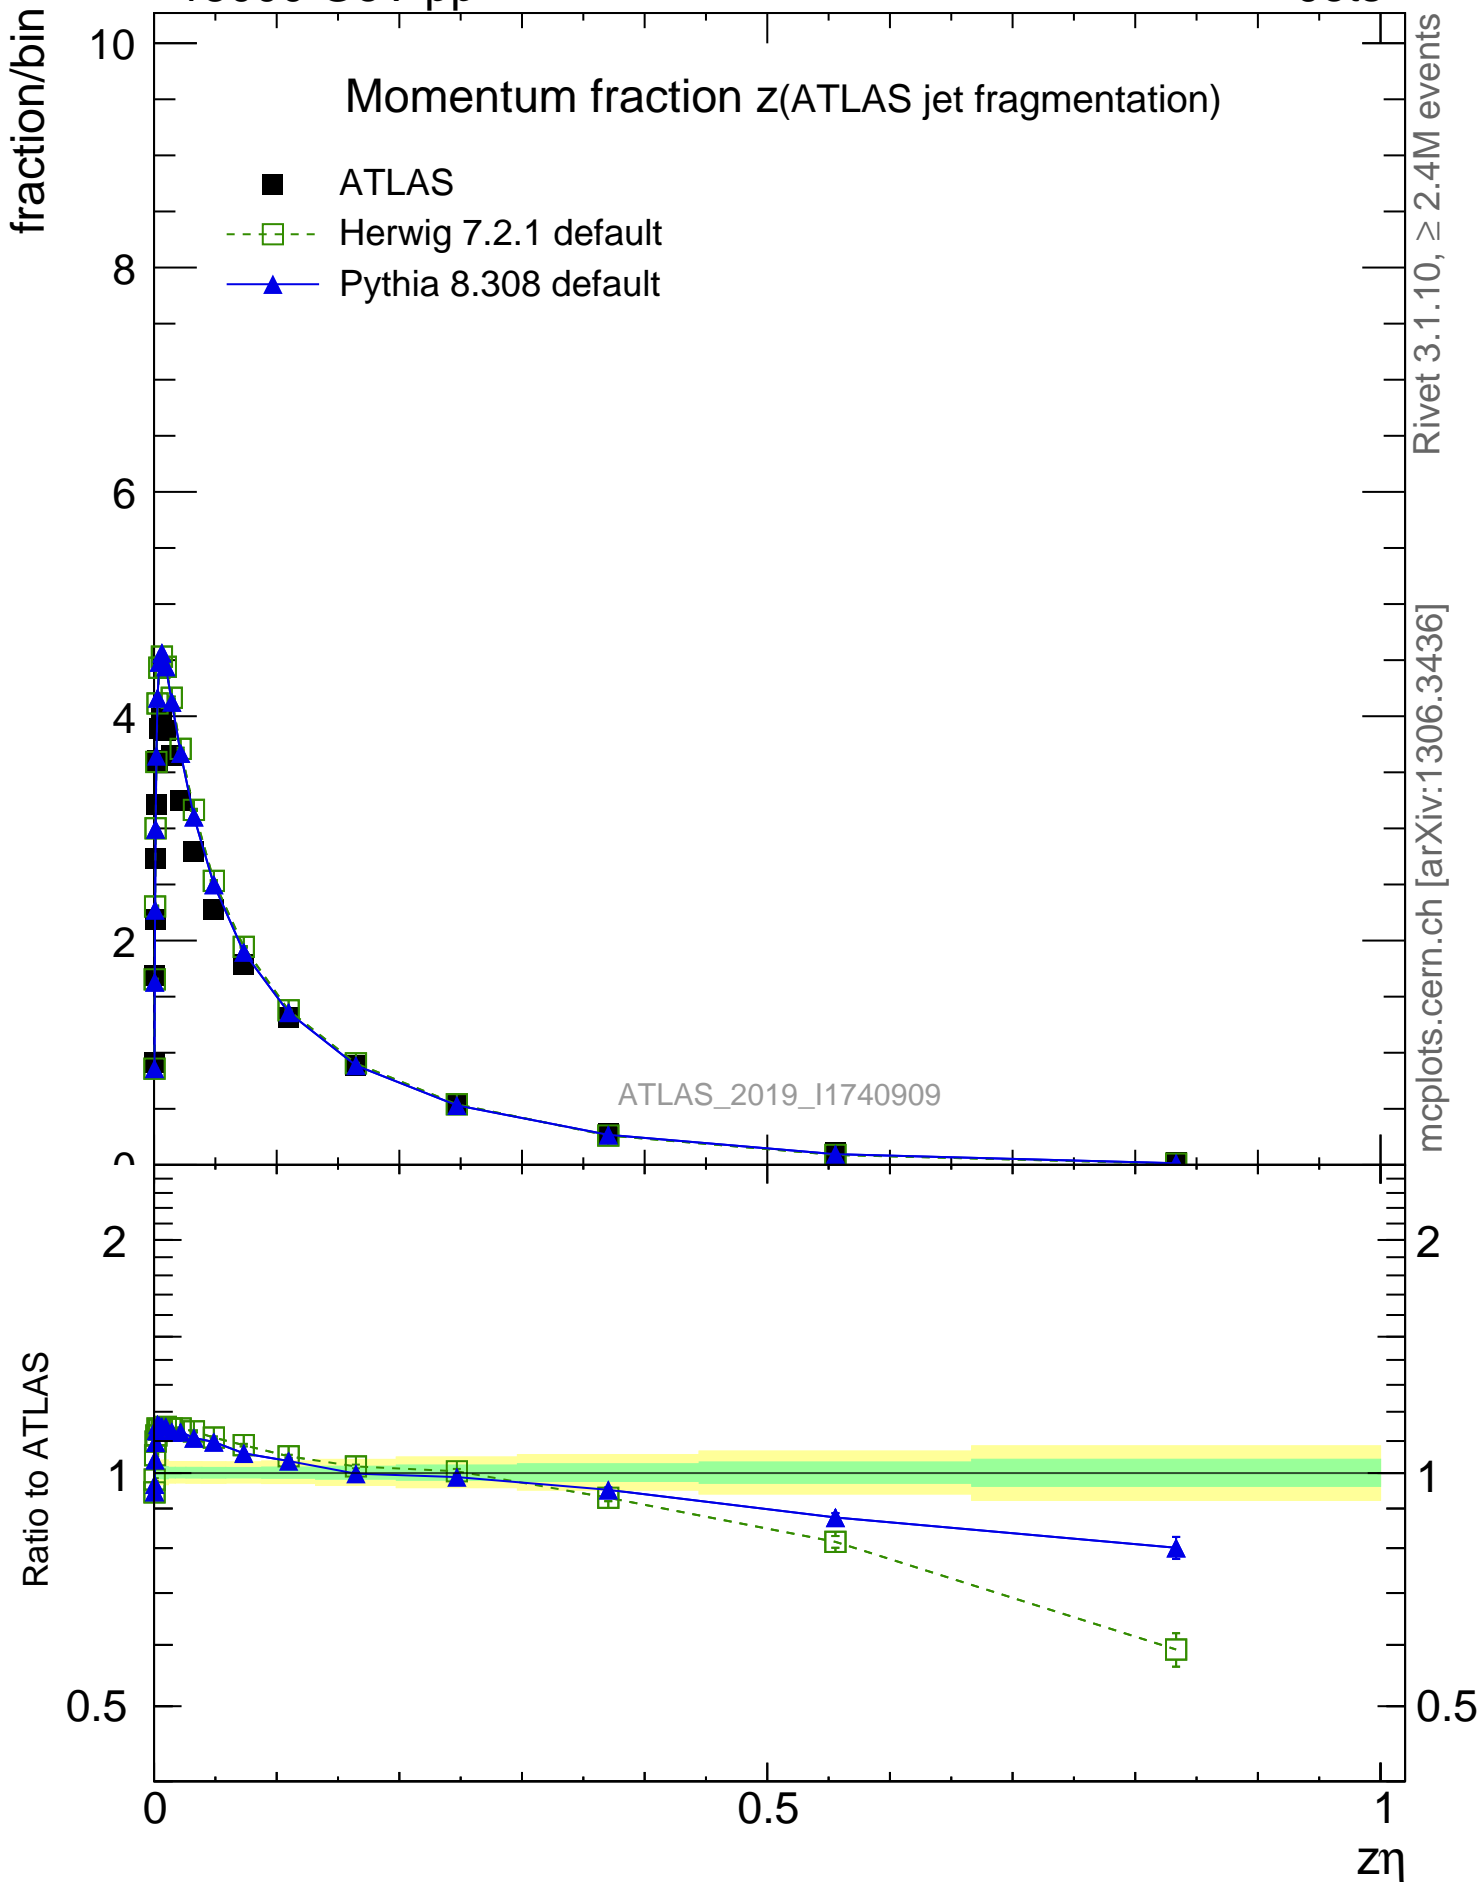 fraction/bin
Momentum fraction z(ATLAS jet fragmentation)
ATLAS
Herwig 7.2.1 default
Pythia 8.308 default
10
8
6
4
2
0
ATLAS_2019_I1740909
Rivet 3.1.10, ≥ 2.4M events
mcplots.cern.ch [arXiv:1306.3436]
Ratio to ATLAS
2
1
0.5
2
1
0.5
0
0.5
1
zη